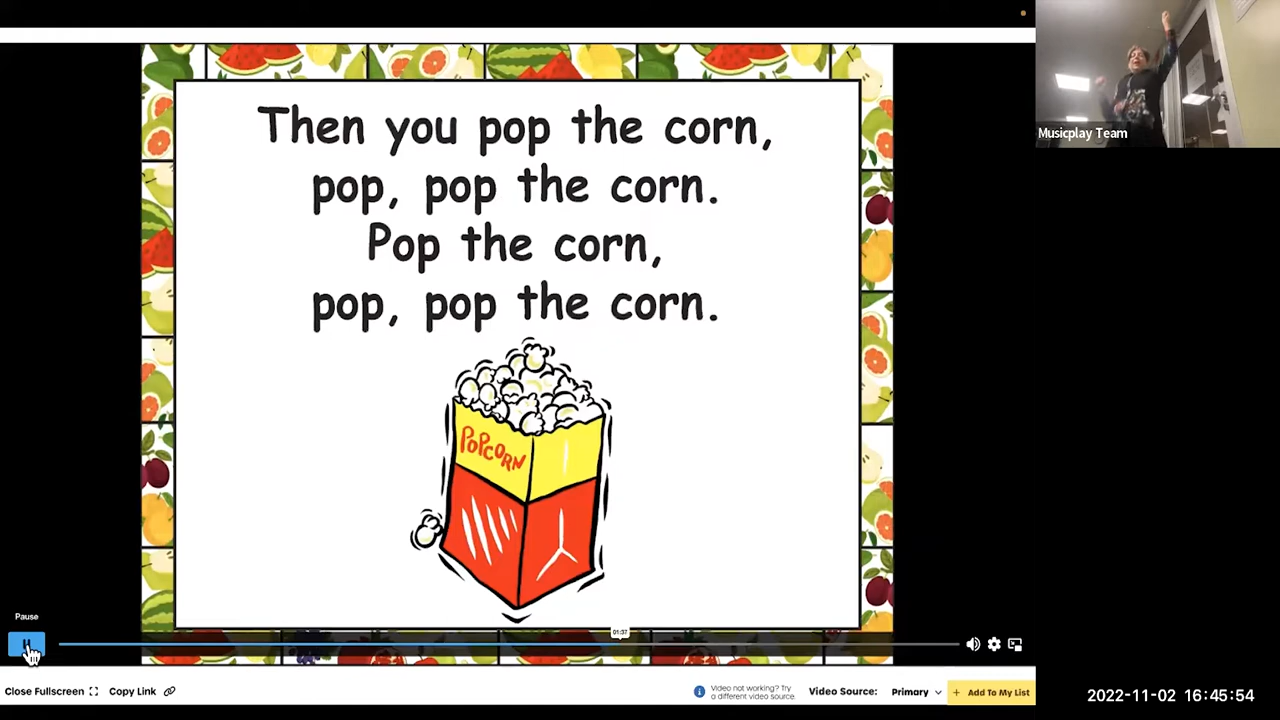 Then you pop the corn,
pop, pop the corn.
Pop the corn,
pop, pop the corn.
POPCORN
Musicplay Team
Pause
01:37
Close Fullscreen
Copy Link
Video not working? Try
a different video source.
Video Source:
Primary
+ Add To My List
2022-11-02 16:45:54